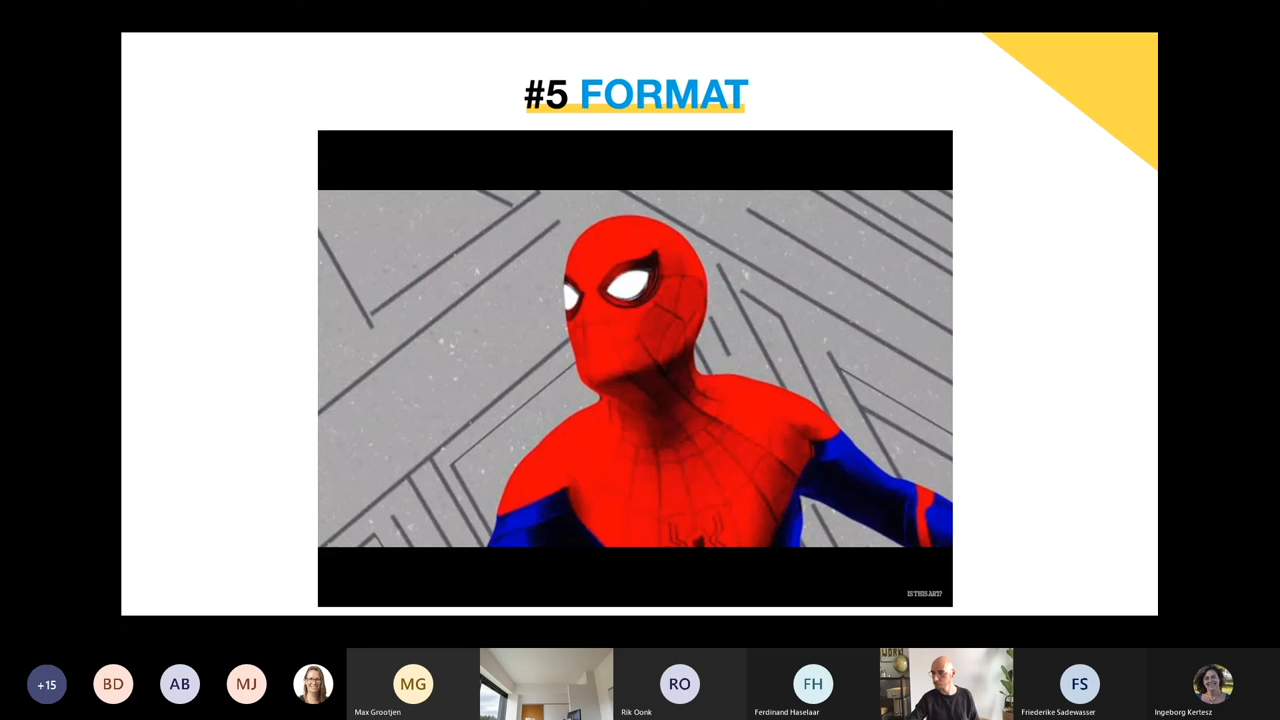 #5 FORMAT
IS THIS ART?
+15
BD
AB
MJ
MG
RO
FH
WORK
FS
Max Grootjen
Rik Oonk
Ferdinand Haselaar
Friederike Sadewasser
Ingeborg Kertesz